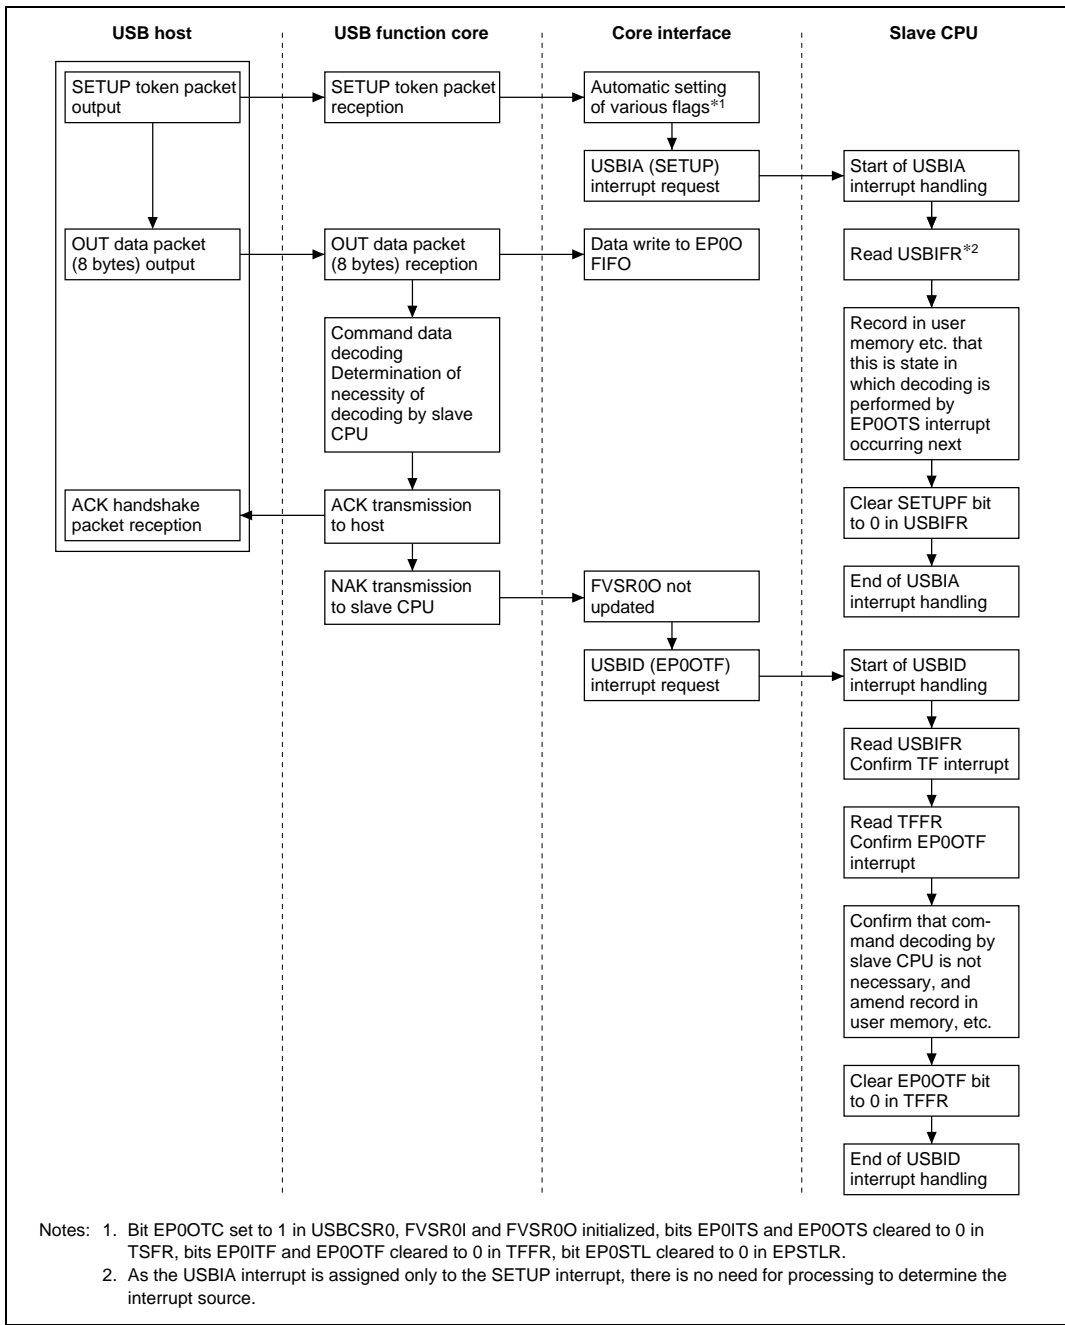 USB host
USB function core
Core interface
Slave CPU
SETUP token packet
output
SETUP token packet
reception
Automatic setting
of various flags*1
USBIA (SETUP)
interrupt request
Start of USBIA
interrupt handling
OUT data packet
(8 bytes) output
OUT data packet
(8 bytes) reception
Data write to EP0O
FIFO
Read USBIFR*2
Command data
decoding
Determination of
necessity of
decoding by slave
CPU
Record in user
memory etc. that
this is state in
which decoding is
performed by
EP0OTS interrupt
occurring next
ACK handshake
packet reception
ACK transmission
to host
Clear SETUPF bit
to 0 in USBIFR
NAK transmission
to slave CPU
FVSR0O not
updated
End of USBIA
interrupt handling
USBID (EP0OTF)
interrupt request
Start of USBID
interrupt handling
Read USBIFR
Confirm TF interrupt
Read TFFR
Confirm EP0OTF
interrupt
Confirm that com-
mand decoding by
slave CPU is not
necessary, and
amend record in
user memory, etc.
Clear EP0OTF bit
to 0 in TFFR
End of USBID
interrupt handling
Notes: 1. Bit EP0OTC set to 1 in USBCSR0, FVSR0I and FVSR0O initialized, bits EP0ITS and EP0OTS cleared to 0 in
TSFR, bits EP0ITF and EP0OTF cleared to 0 in TFFR, bit EP0STL cleared to 0 in EPSTLR.
2. As the USBIA interrupt is assigned only to the SETUP interrupt, there is no need for processing to determine the
interrupt source.